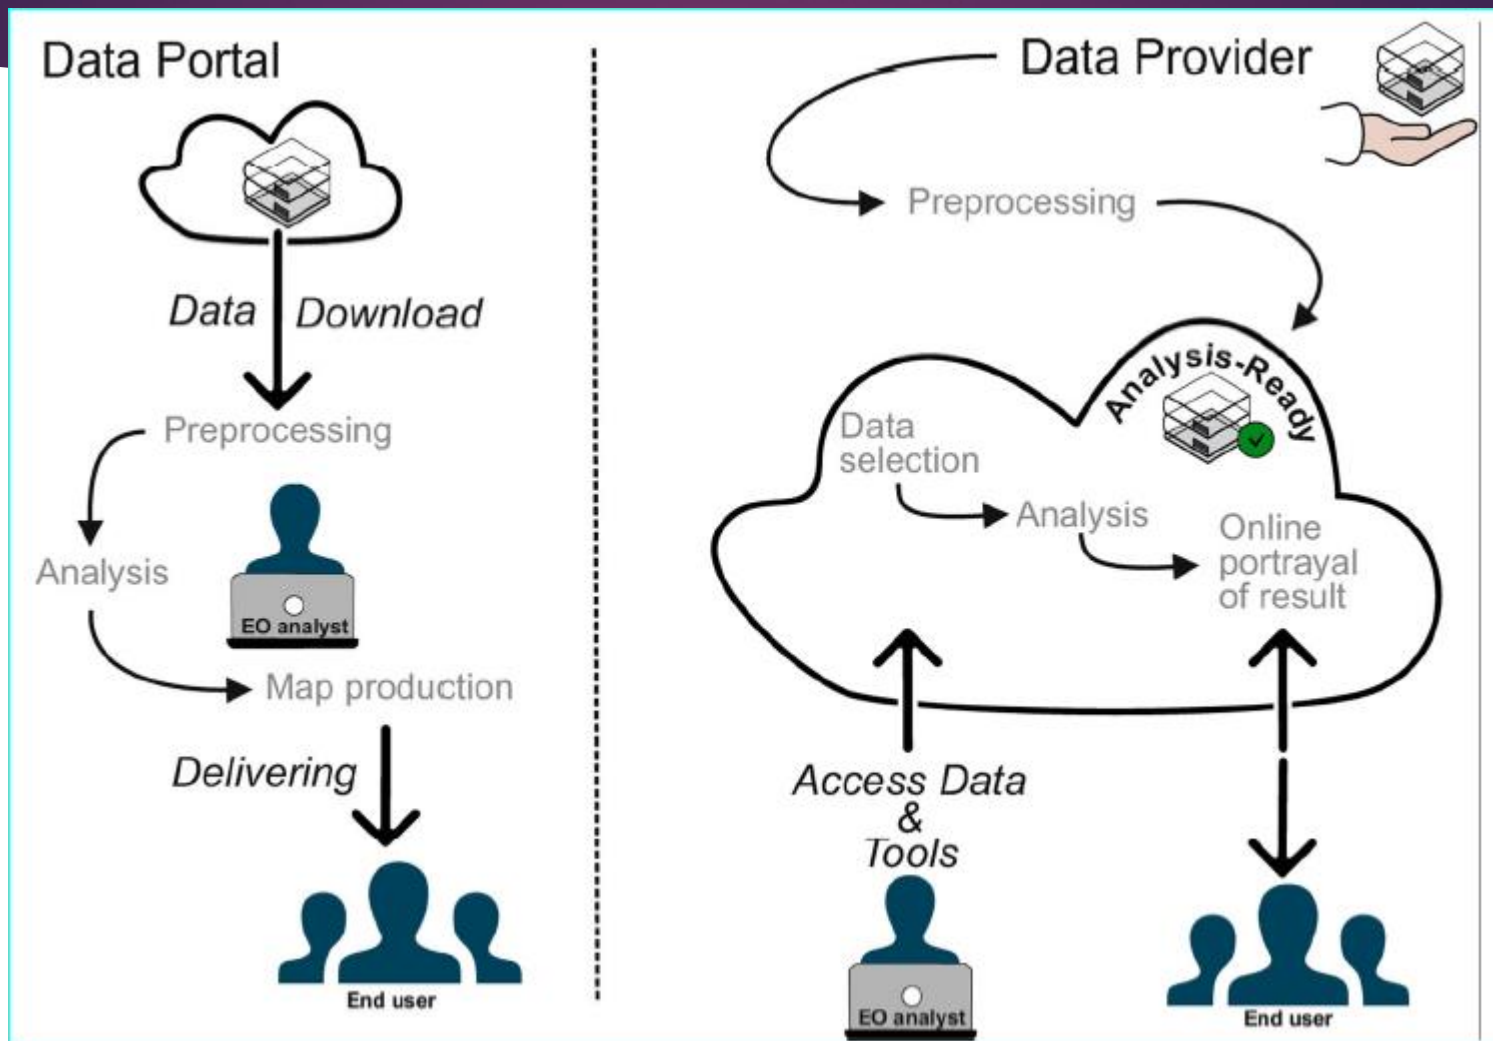 Data Portal
Data Download
Preprocessing
Analysis
EO analyst
Map production
Delivering
End user
Data Provider
Preprocessing
Analysis-Ready
Data
selection
Analysis
Online
portrayal
of result
Access Data
&
Tools
EO analyst
End user